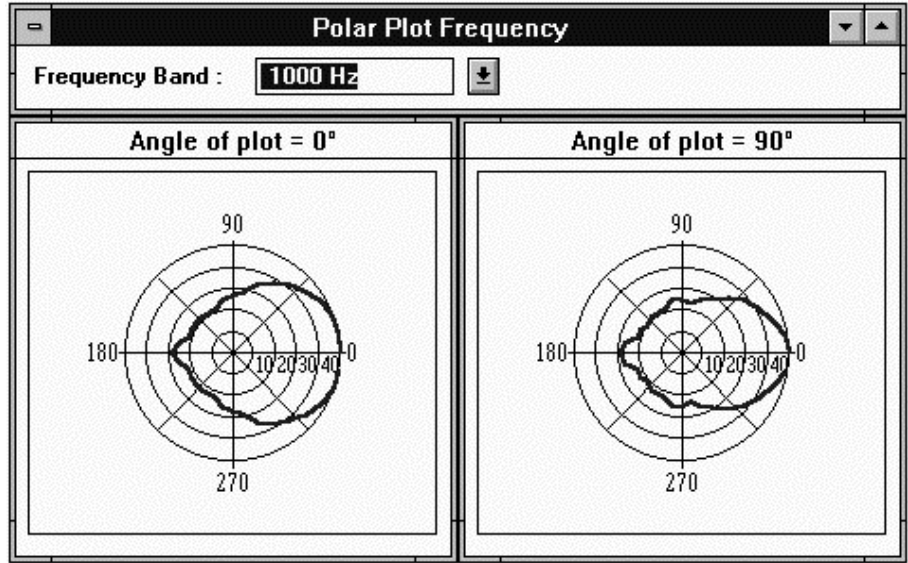 Polar Plot Frequency
Frequency Band : 1000 Hz
Angle of plot = 0°
90
180
10 20 30 40 0
270
Angle of plot = 90°
90
180
10 20 30 40 0
270